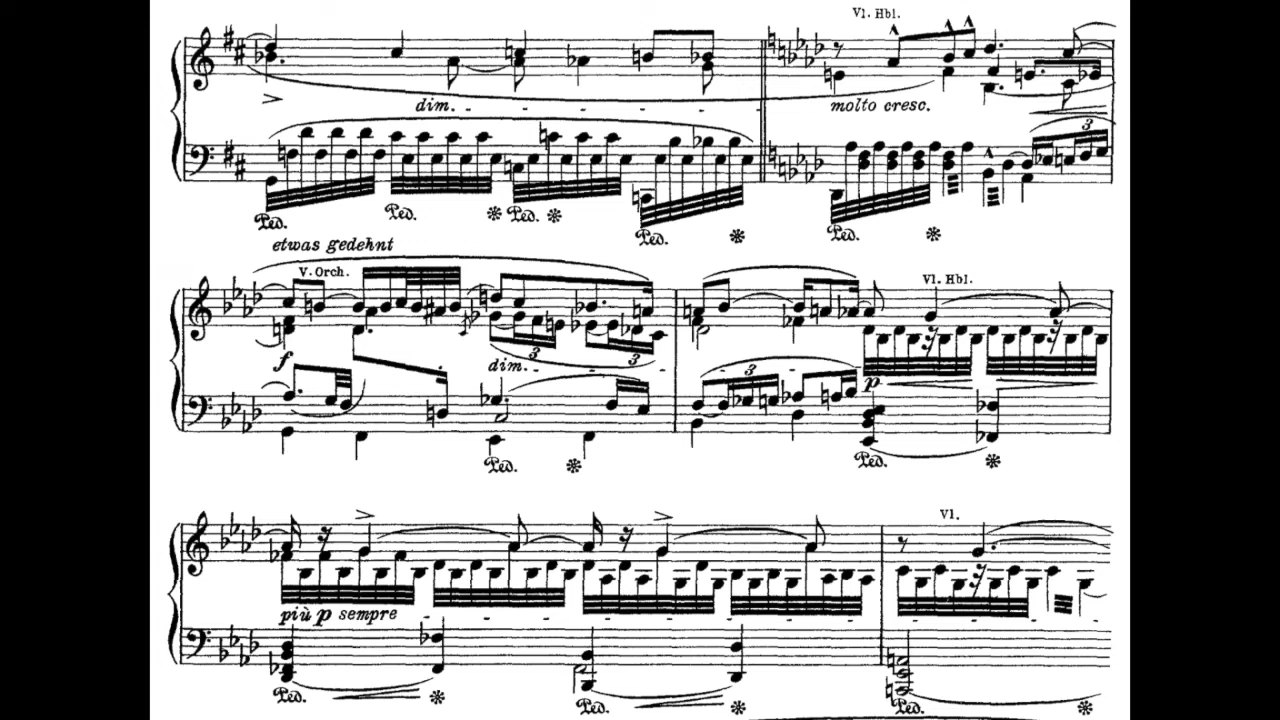 Vl. Hbl.
dim.
molto cresc.
3
Ped. Ped. Ped. Ped. Ped.
etwas gedehnt
V. Orch.
Vl. Hbl.
f
3
dim.
3
3
p
Ped. Ped.
Vl.
più p sempre
Ped. Ped. Ped.